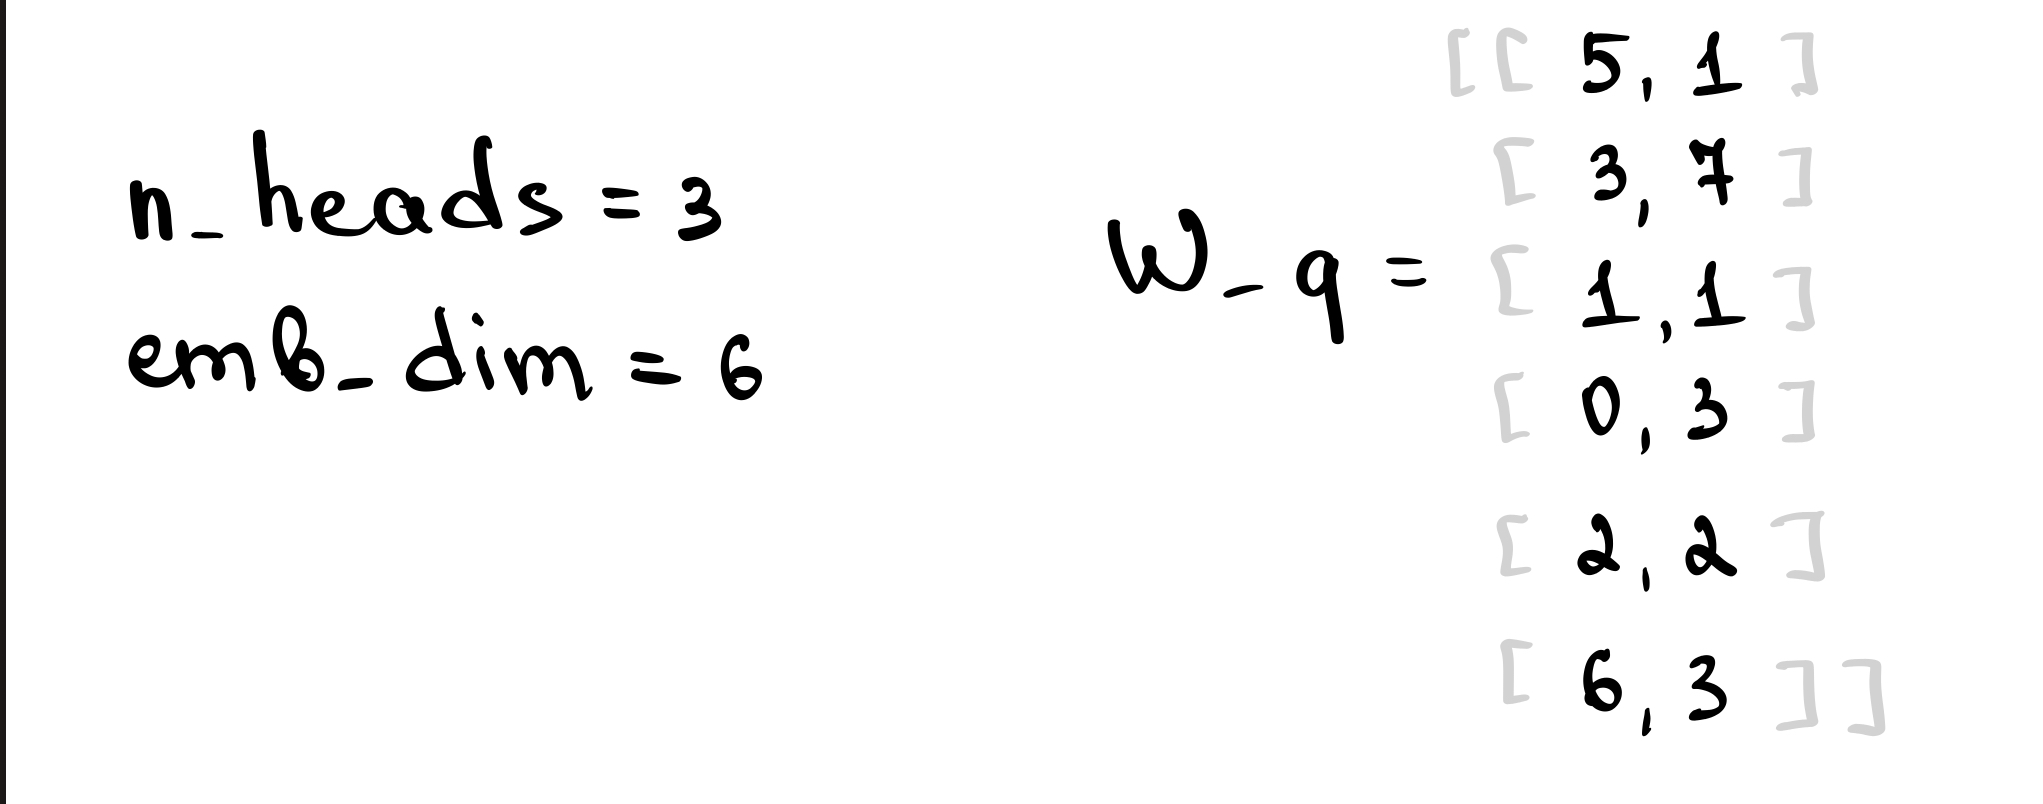 n_heads = 3
emb_dim = 6
W_q =
[[ 5, 1 ]
[ 3, 7 ]
[ 1, 1 ]
[ 0, 3 ]
[ 2, 2 ]
[ 6, 3 ]]